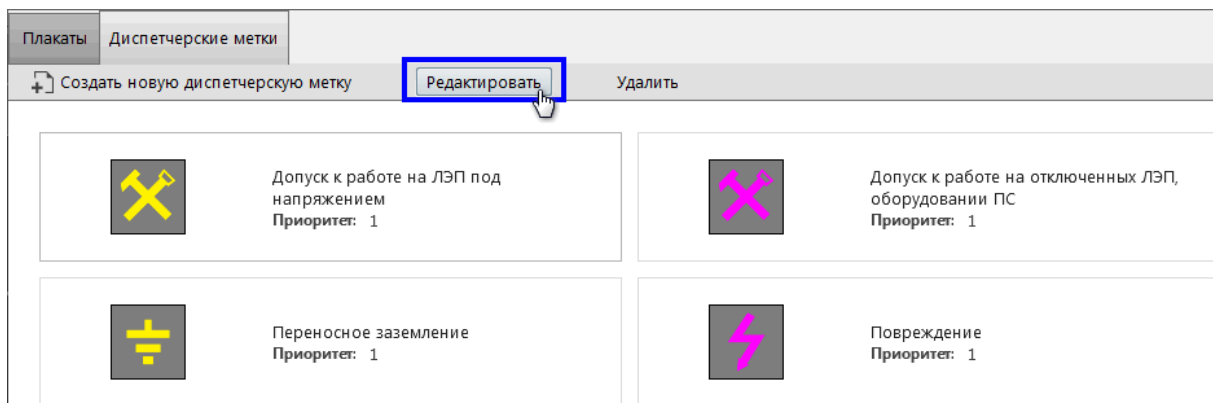 Плакаты Диспетчерские метки
Создать новую диспетчерскую метку Редактировать Удалить
Допуск к работе на ЛЭП под
напряжением
Приоритет: 1
Допуск к работе на отключенных ЛЭП,
оборудовании ПС
Приоритет: 1
Переносное заземление
Приоритет: 1
Повреждение
Приоритет: 1